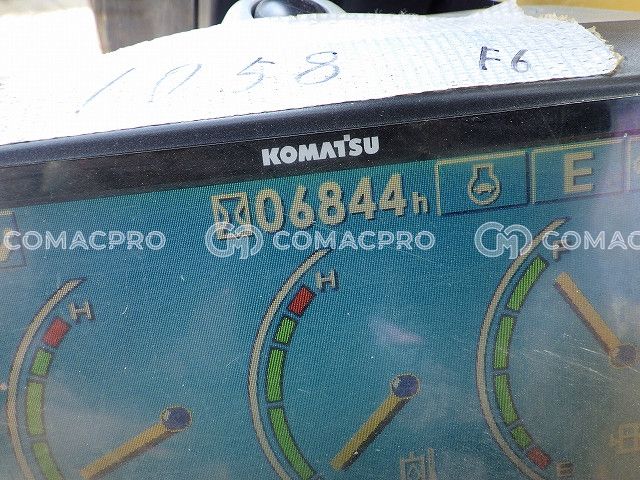 1058 F6
KOMATSU
06844h
E
COMACPRO COMACPRO COMACPRO
H H F
E